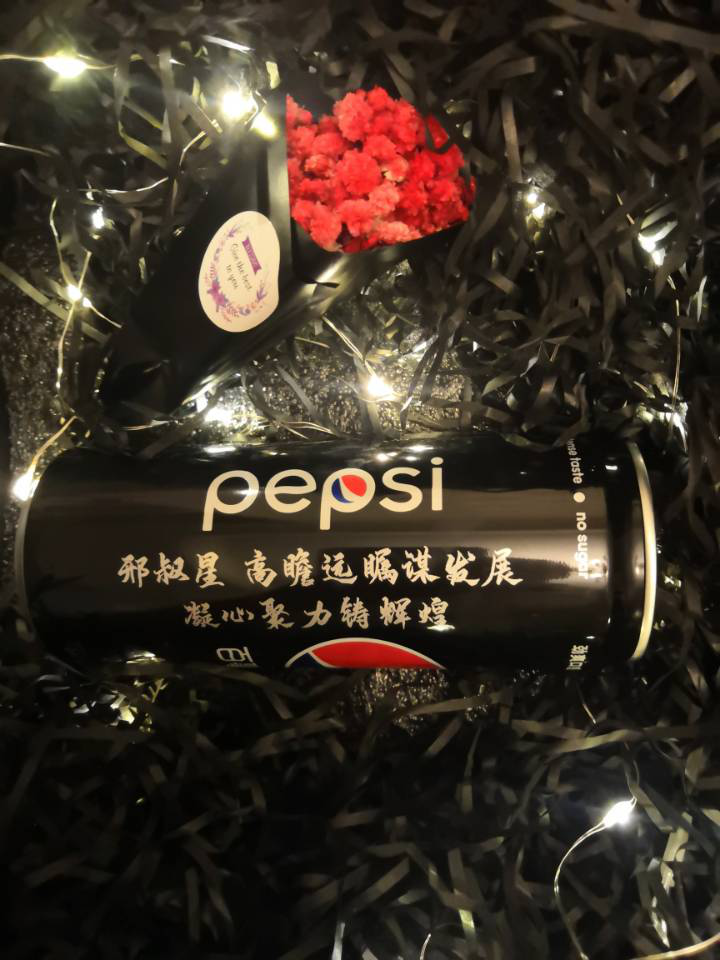 Give the best
to you
pepsi
邢叔星 高瞻远瞩谋发展
凝心聚力铸辉煌
no sugar